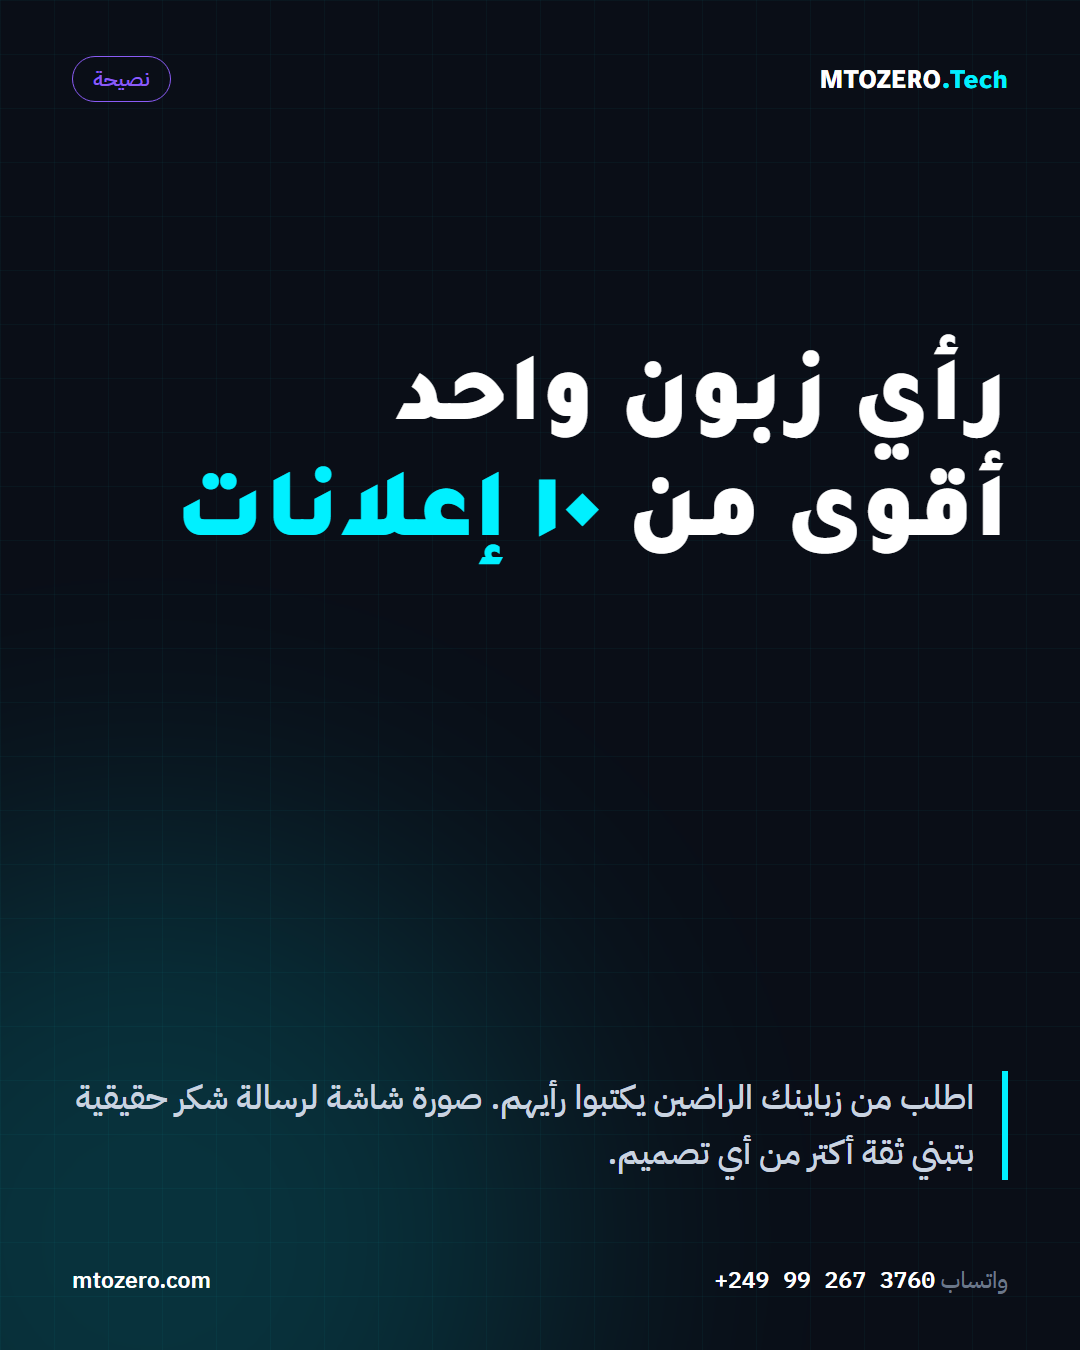 MTOZERO.Tech
نصيحة
رأي زبون واحد
أقوى من ١٠ إعلانات
اطلب من زباينك الراضين يكتبوا رأيهم. صورة شاشة لرسالة شكر حقيقية
بتبني ثقة أكتر من أي تصميم.
واتساب +249 99 267 3760
mtozero.com